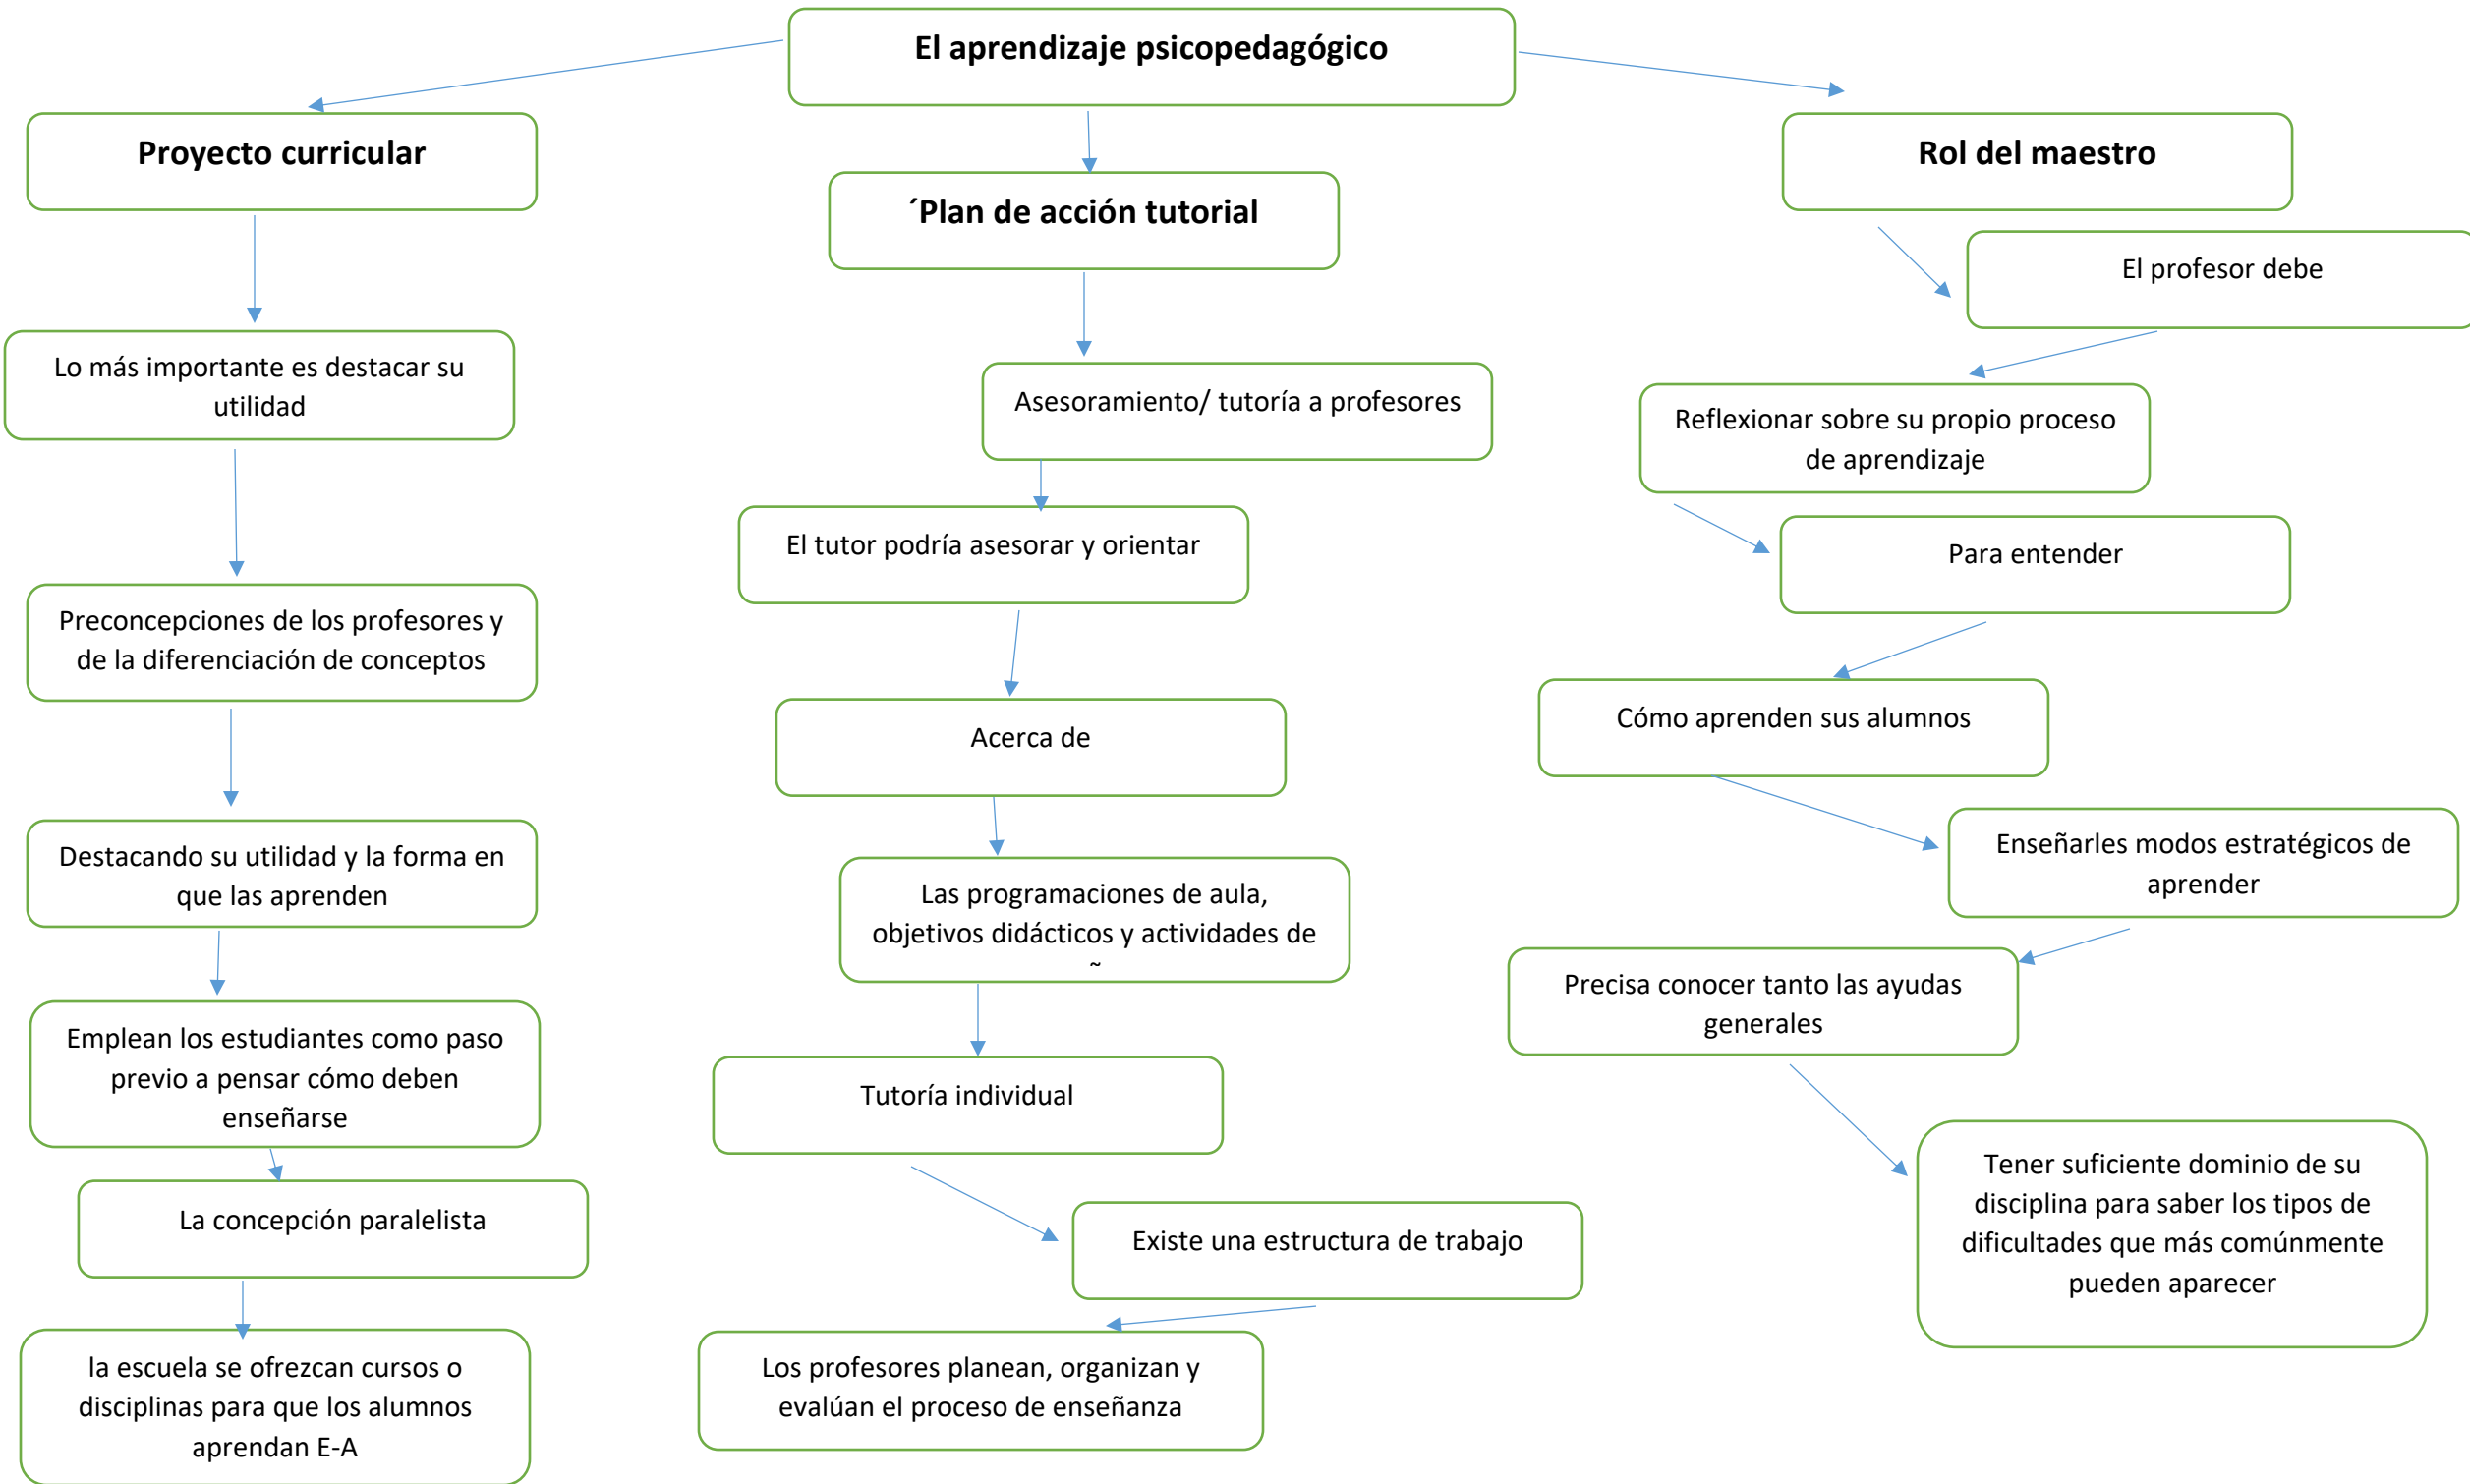 El aprendizaje psicopedagógico
Proyecto curricular
Lo más importante es destacar su
utilidad
Preconcepciones de los profesores y
de la diferenciación de conceptos
Destacando su utilidad y la forma en
que las aprenden
Emplean los estudiantes como paso
previo a pensar cómo deben
enseñarse
La concepción paralelista
la escuela se ofrezcan cursos o
disciplinas para que los alumnos
aprendan E-A
´Plan de acción tutorial
Asesoramiento/ tutoría a profesores
El tutor podría asesorar y orientar
Acerca de
Las programaciones de aula,
objetivos didácticos y actividades de
Tutoría individual
Existe una estructura de trabajo
Los profesores planean, organizan y
evalúan el proceso de enseñanza
Rol del maestro
El profesor debe
Reflexionar sobre su propio proceso
de aprendizaje
Para entender
Cómo aprenden sus alumnos
Enseñarles modos estratégicos de
aprender
Precisa conocer tanto las ayudas
generales
Tener suficiente dominio de su
disciplina para saber los tipos de
dificultades que más comúnmente
pueden aparecer